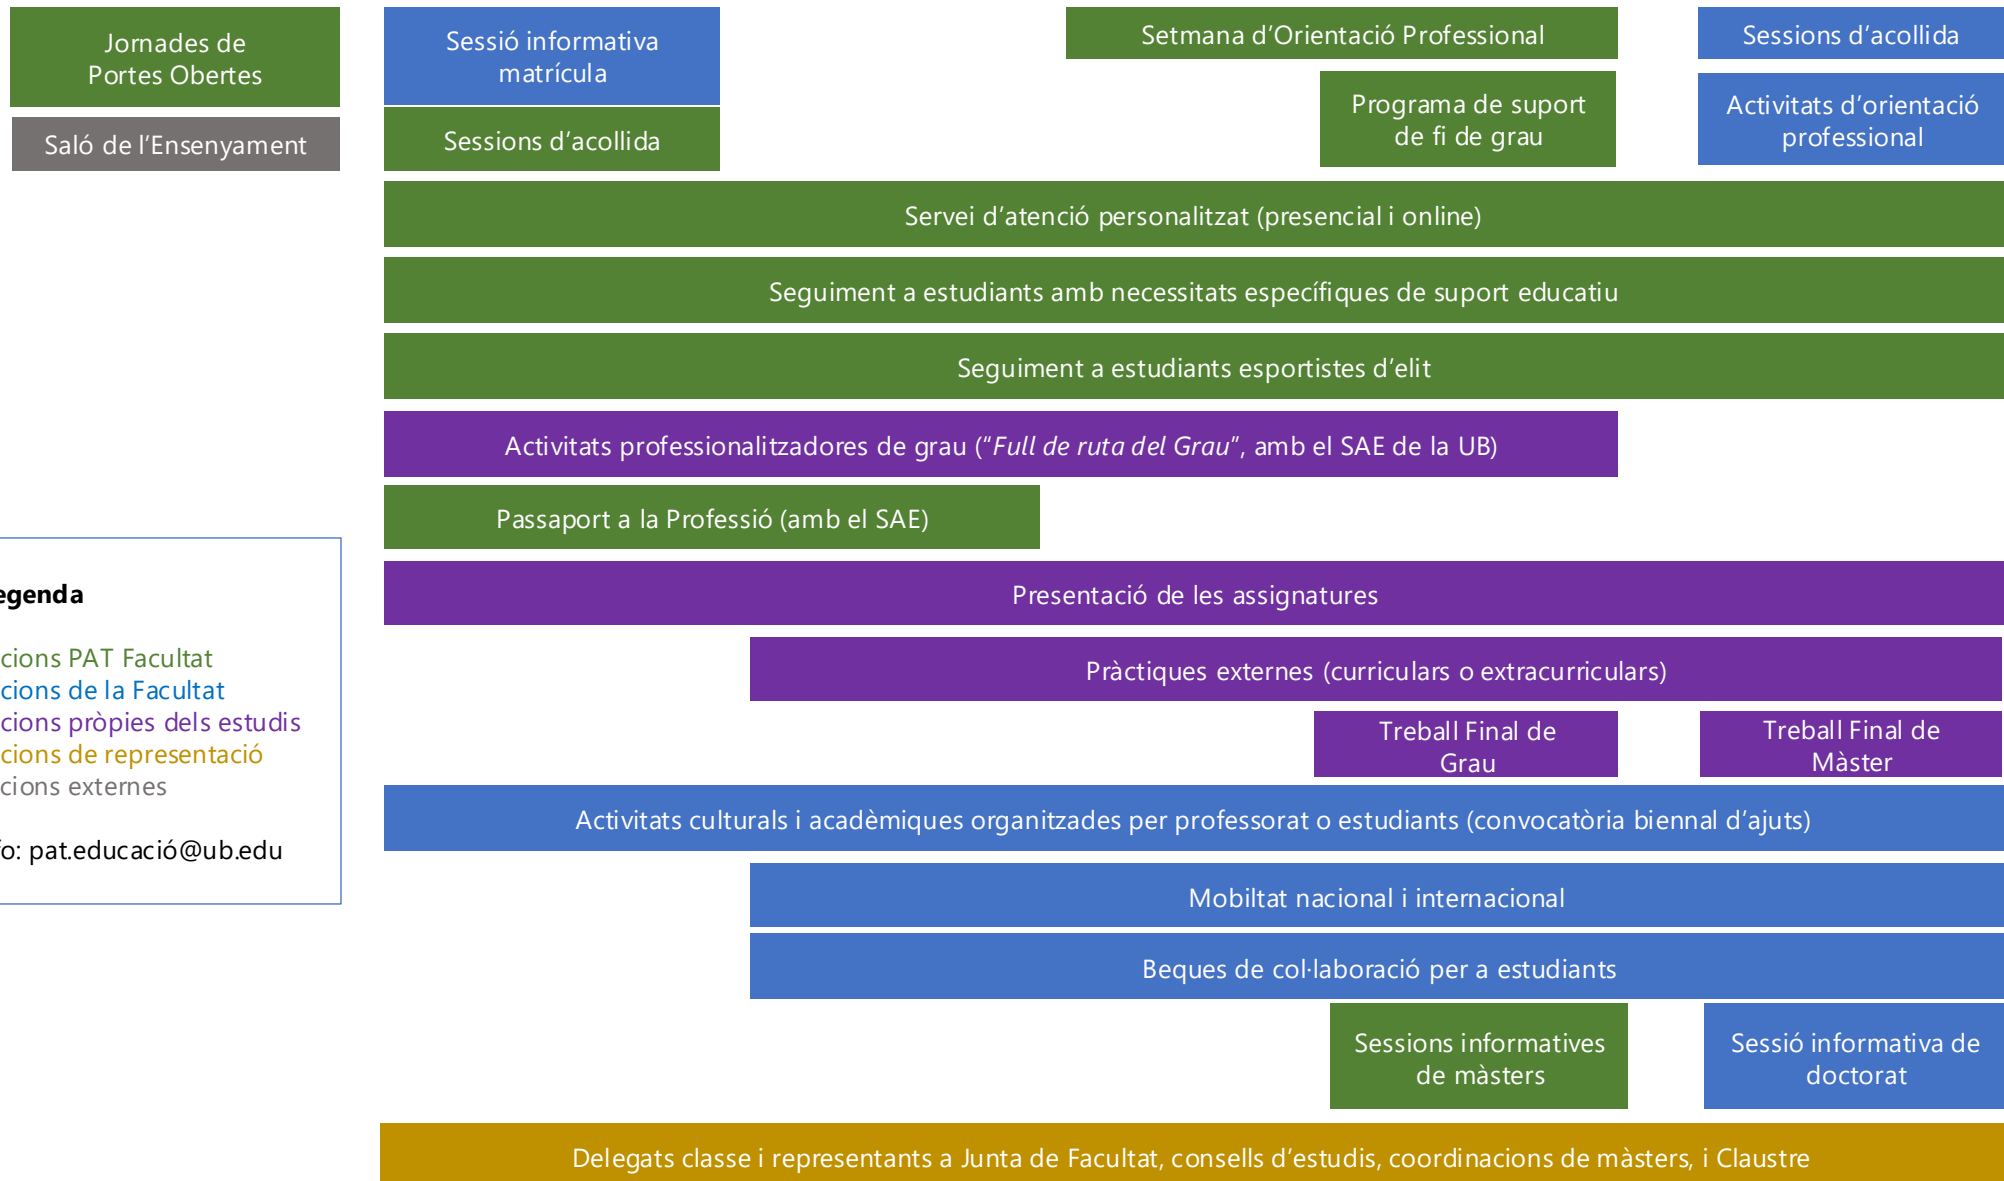 Jornades de
Portes Obertes
Saló de l'Ensenyament
Sessió informativa
matrícula
Sessions d'acollida
Setmana d'Orientació Professional
Programa de suport
de fi de grau
Sessions d'acollida
Activitats d'orientació
professional
Servei d'atenció personalitzat (presencial i online)
Seguiment a estudiants amb necessitats específiques de suport educatiu
Seguiment a estudiants esportistes d'elit
Activitats professionalitzadores de grau ("Full de ruta del Grau", amb el SAE de la UB)
Passaport a la Professió (amb el SAE)
Presentació de les assignatures
Pràctiques externes (curriculars o extracurriculars)
Treball Final de
Grau
Treball Final de
Màster
Activitats culturals i acadèmiques organitzades per professorat o estudiants (convocatòria biennal d'ajuts)
Mobiltat nacional i internacional
Beques de col·laboració per a estudiants
Sessions informatives
de màsters
Sessió informativa de
doctorat
Delegats classe i representants a Junta de Facultat, consells d'estudis, coordinacions de màsters, i Claustre
egenda
cions PAT Facultat
cions de la Facultat
cions pròpies dels estudis
cions de representació
cions externes
fo: pat.educació@ub.edu